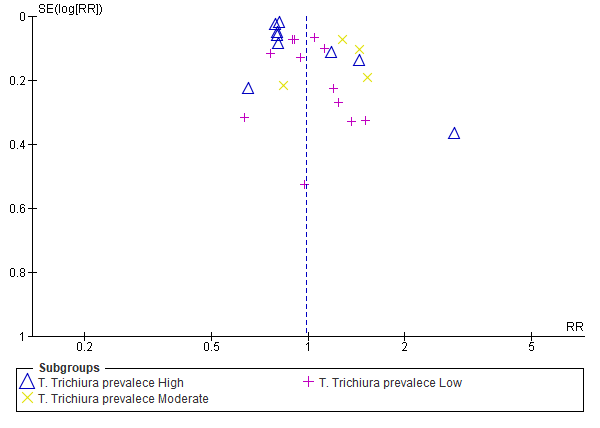 SE(log[RR])
0
0.2
0.4
0.6
0.8
1
RR
0.2
0.5
1
2
5
Subgroups
T. Trichiura prevalece High
T. Trichiura prevalece Low
T. Trichiura prevalece Moderate